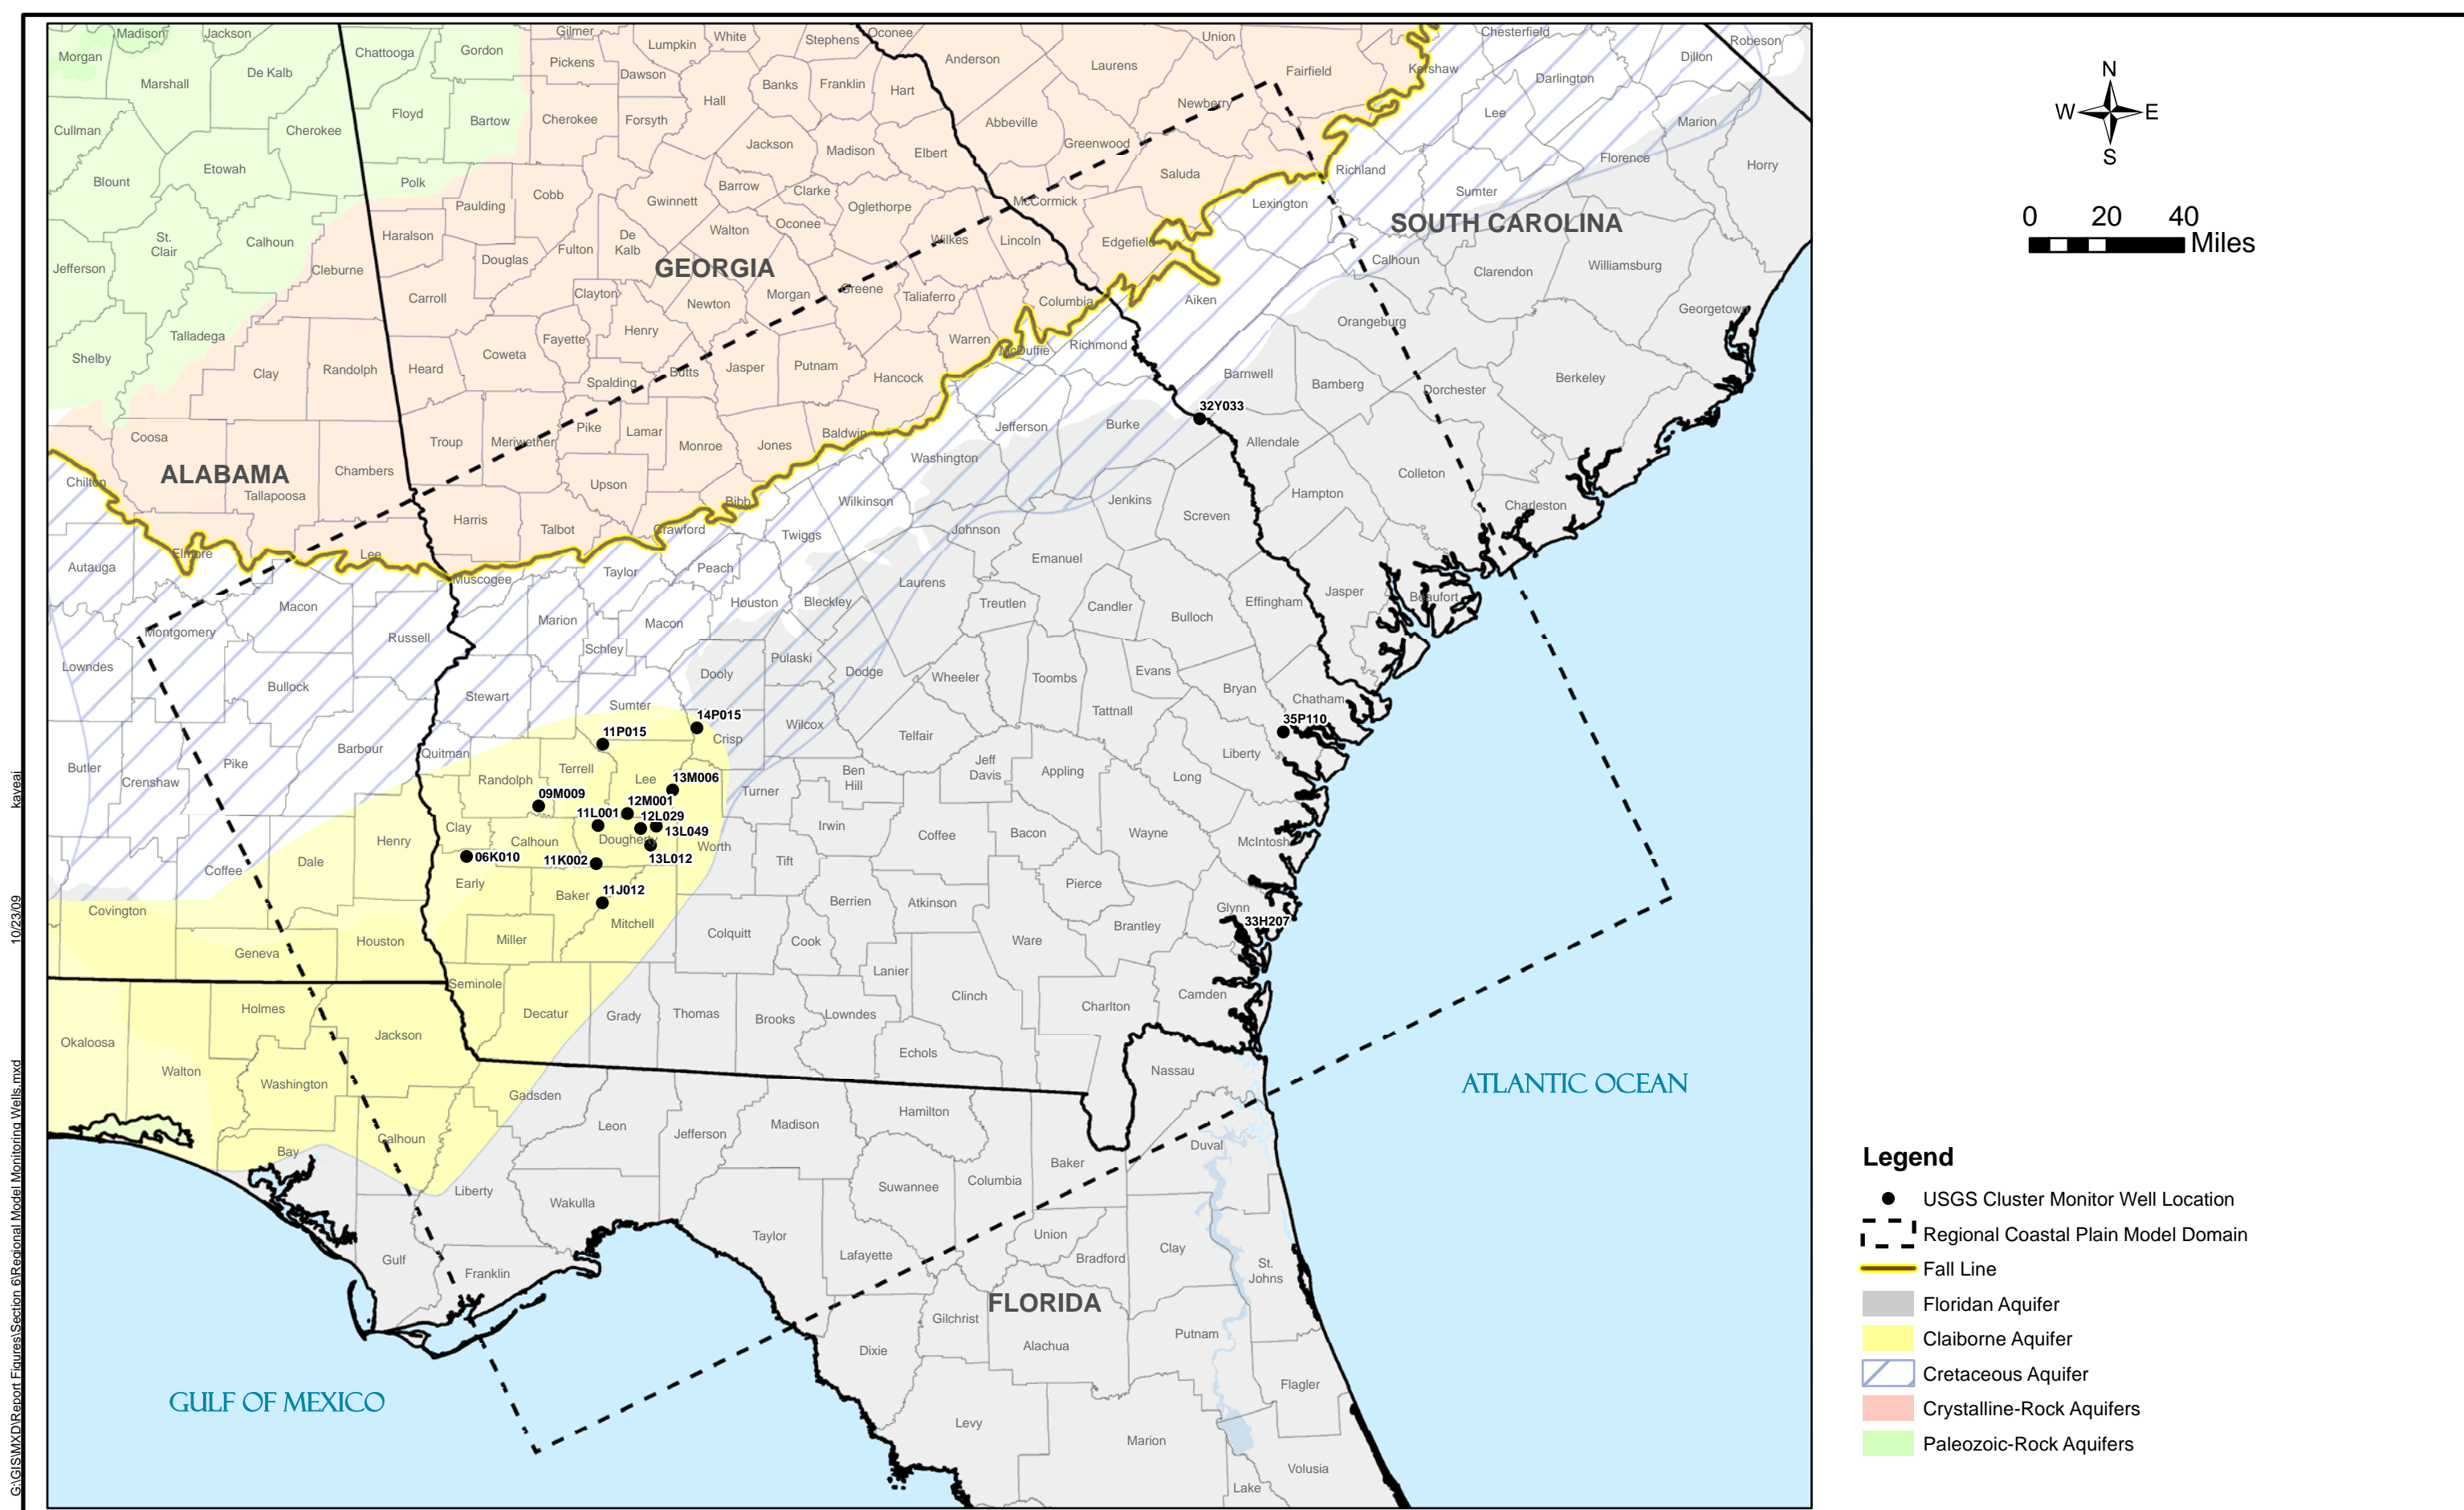 Madison
Jackson
Morgan
Marshall
De Kalb
Cullman
Cherokee
Etowah
Blount
St.
Clair
Calhoun
Jefferson
Cleburne
Talladega
Shelby
Clay
Randolph
Coosa
ALABAMA
Chambers
Tallapoosa
Chilton
Elmore
Lee
Autauga
Macon
Montgomery
Russell
Lowndes
Bullock
Butler
Crenshaw
Pike
Barbour
Coffee
Dale
Henry
Covington
Geneva
Houston
Chattooga
Gordon
Gilmer
Pickens
Lumpkin
White
Stephens
Oconee
Dawson
Banks
Franklin
Hart
Hall
Floyd
Bartow
Cherokee
Forsyth
Jackson
Madison
Elbert
Polk
Paulding
Cobb
Gwinnett
Barrow
Clarke
Oglethorpe
Haralson
Douglas
Fulton
De
Kalb
Walton
Oconee
Wilkes
Lincoln
GEORGIA
Carroll
Clayton
Newton
Morgan
Greene
Taliaferro
Columbia
Henry
Fayette
Coweta
Heard
Spalding
Butts
Jasper
Putnam
Warren
McDuffie
Richmond
Hancock
Troup
Meriwether
Pike
Lamar
Monroe
Jones
Baldwin
Jefferson
Burke
Washington
Upson
Bibb
Wilkinson
Jenkins
Screven
Harris
Talbot
Crawford
Twiggs
Johnson
Emanuel
Muscogee
Taylor
Peach
Houston
Bleckley
Laurens
Treutlen
Candler
Bulloch
Effingham
Marion
Macon
Schley
Dooly
Pulaski
Dodge
Wheeler
Toombs
Evans
Bryan
Chatham
Stewart
Sumter
Wilcox
Telfair
Tattnall
Crisp
Quitman
Randolph
Terrell
Lee
Turner
Ben
Hill
Jeff
Davis
Appling
Long
Liberty
Clay
Calhoun
Dougherty
Worth
Tift
Irwin
Coffee
Bacon
Wayne
McIntosh
Early
Baker
Mitchell
Berrien
Atkinson
Pierce
Glynn
Brantley
Miller
Colquitt
Cook
Ware
Lanier
Seminole
Decatur
Grady
Thomas
Brooks
Lowndes
Clinch
Charlton
Camden
Echols
Anderson
Laurens
Union
Fairfield
Kershaw
Chesterfield
Darlington
Dillon
Robeson
Newberry
Abbeville
Greenwood
Lee
Marion
Horry
Florence
Saluda
Richland
Sumter
McCormick
Lexington
SOUTH CAROLINA
Edgefield
Calhoun
Clarendon
Williamsburg
Aiken
Orangeburg
Georgetown
Barnwell
Bamberg
Dorchester
Berkeley
Allendale
Colleton
Hampton
Charleston
Jasper
Beaufort
32Y033
14P015
11P015
35P110
13M006
09M009
12M001
11L001
12L029
13L049
06K010
11K002
13L012
11J012
33H207
Okaloosa
Walton
Holmes
Jackson
Washington
Bay
Calhoun
Gadsden
Leon
Jefferson
Madison
Hamilton
Nassau
Duval
Baker
Columbia
Suwannee
Liberty
Wakulla
Taylor
Lafayette
Union
Bradford
Clay
St.
Johns
Gulf
Franklin
FLORIDA
Gilchrist
Putnam
Dixie
Alachua
Flagler
Levy
Marion
Volusia
Lake
GULF OF MEXICO
ATLANTIC OCEAN
N
W
E
S
0 20 40
Miles
Legend
USGS Cluster Monitor Well Location
Regional Coastal Plain Model Domain
Fall Line
Floridan Aquifer
Claiborne Aquifer
Cretaceous Aquifer
Crystalline-Rock Aquifers
Paleozoic-Rock Aquifers
G:\GIS\MXD\Report Figures\Section 6\Regional Model Monitoring Wells.mxd 10/23/09 kayeaj